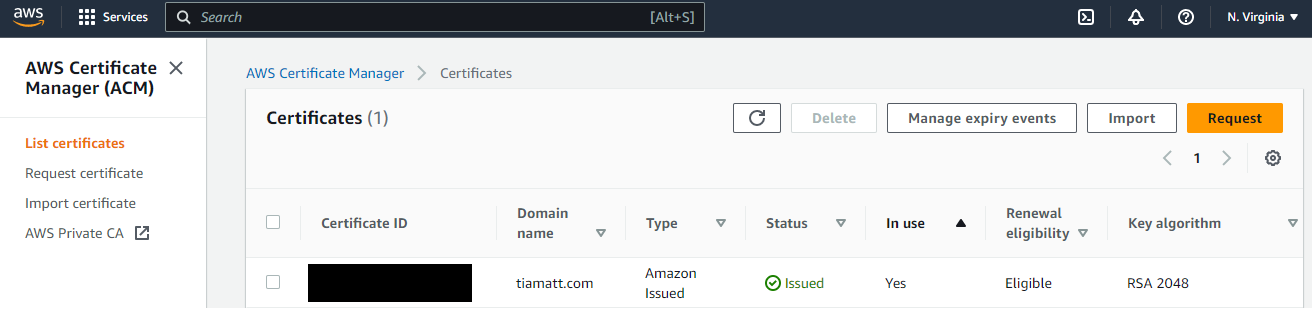 aws
Services
Search
[Alt+S]
N. Virginia
AWS Certificate
Manager (ACM)
List certificates
Request certificate
Import certificate
AWS Private CA
AWS Certificate Manager
Certificates
Certificates (1)
Delete
Manage expiry events
Import
Request
1
Certificate ID
Domain
name
Type
Status
In use
Renewal
eligibility
Key algorithm
tiamatt.com
Amazon
Issued
Issued
Yes
Eligible
RSA 2048